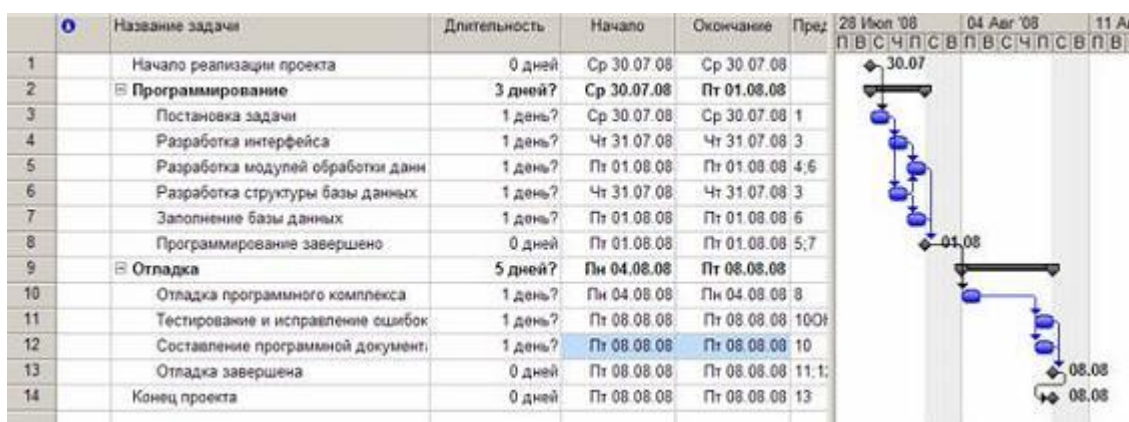 Название задачи Длительность Начало Окончание Пред 28 Июл '08 04 Авг '08 11 А
П В С Ч П С В П В С Ч П С В П В
1 Начало реализации проекта 0 дней Ср 30.07.08 Ср 30.07.08 30.07
2 Программирование 3 дней? Ср 30.07.08 Пт 01.08.08
3 Постановка задачи 1 день? Ср 30.07.08 Ср 30.07.08 1
4 Разработка интерфейса 1 день? Чт 31.07.08 Чт 31.07.08 3
5 Разработка модулей обработки данн 1 день? Пт 01.08.08 Пт 01.08.08 4;6
6 Разработка структуры базы данных 1 день? Чт 31.07.08 Чт 31.07.08 3
7 Заполнение базы данных 1 день? Пт 01.08.08 Пт 01.08.08 6
8 Программирование завершено 0 дней Пт 01.08.08 Пт 01.08.08 5;7 01.08
9 Отладка 5 дней? Пн 04.08.08 Пт 08.08.08
10 Отладка программного комплекса 1 день? Пн 04.08.08 Пн 04.08.08 8
11 Тестирование и исправление ошибок 1 день? Пт 08.08.08 Пт 08.08.08 10ОН
12 Составление программной документ 1 день? Пт 08.08.08 Пт 08.08.08 10
13 Отладка завершена 0 дней Пт 08.08.08 Пт 08.08.08 11;12 08.08
14 Конец проекта 0 дней Пт 08.08.08 Пт 08.08.08 13 08.08